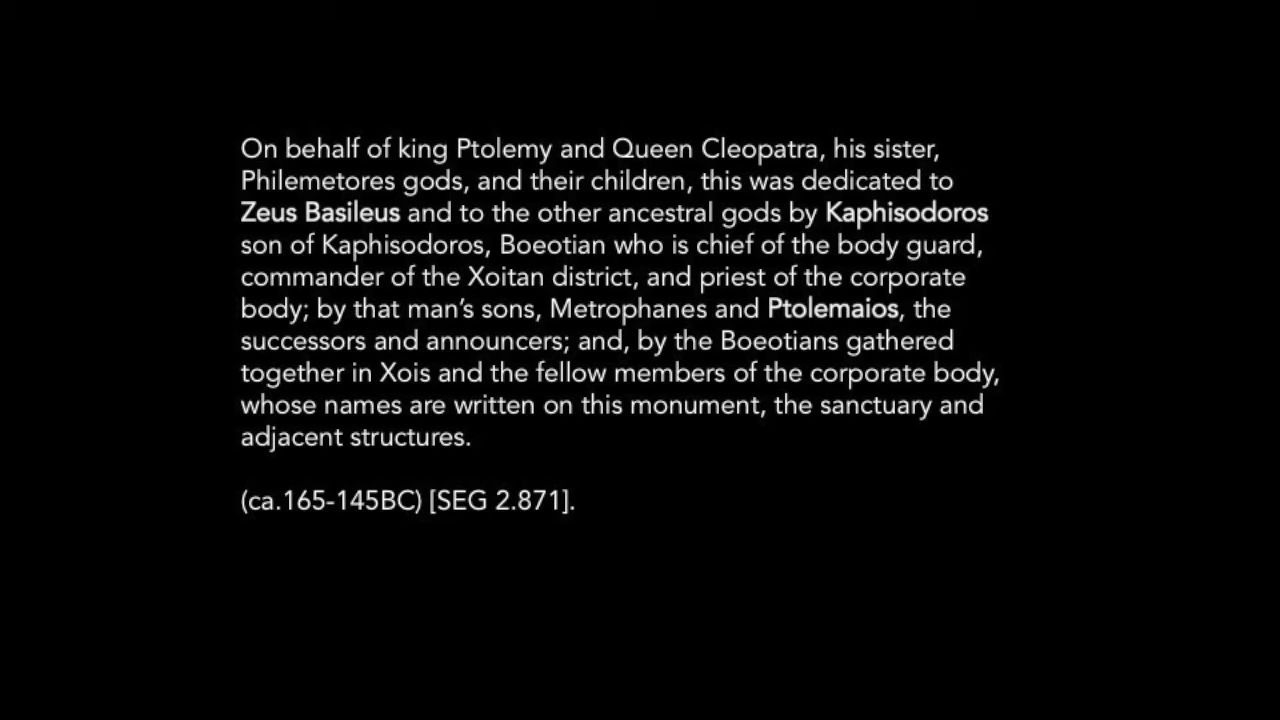 On behalf of king Ptolemy and Queen Cleopatra, his sister,
Philemetores gods, and their children, this was dedicated to
Zeus Basileus and to the other ancestral gods by Kaphisodoros
son of Kaphisodoros, Boeotian who is chief of the body guard,
commander of the Xoitan district, and priest of the corporate
body; by that man’s sons, Metrophanes and Ptolemaios, the
successors and announcers; and, by the Boeotians gathered
together in Xois and the fellow members of the corporate body,
whose names are written on this monument, the sanctuary and
adjacent structures.
(ca.165-145BC) [SEG 2.871].